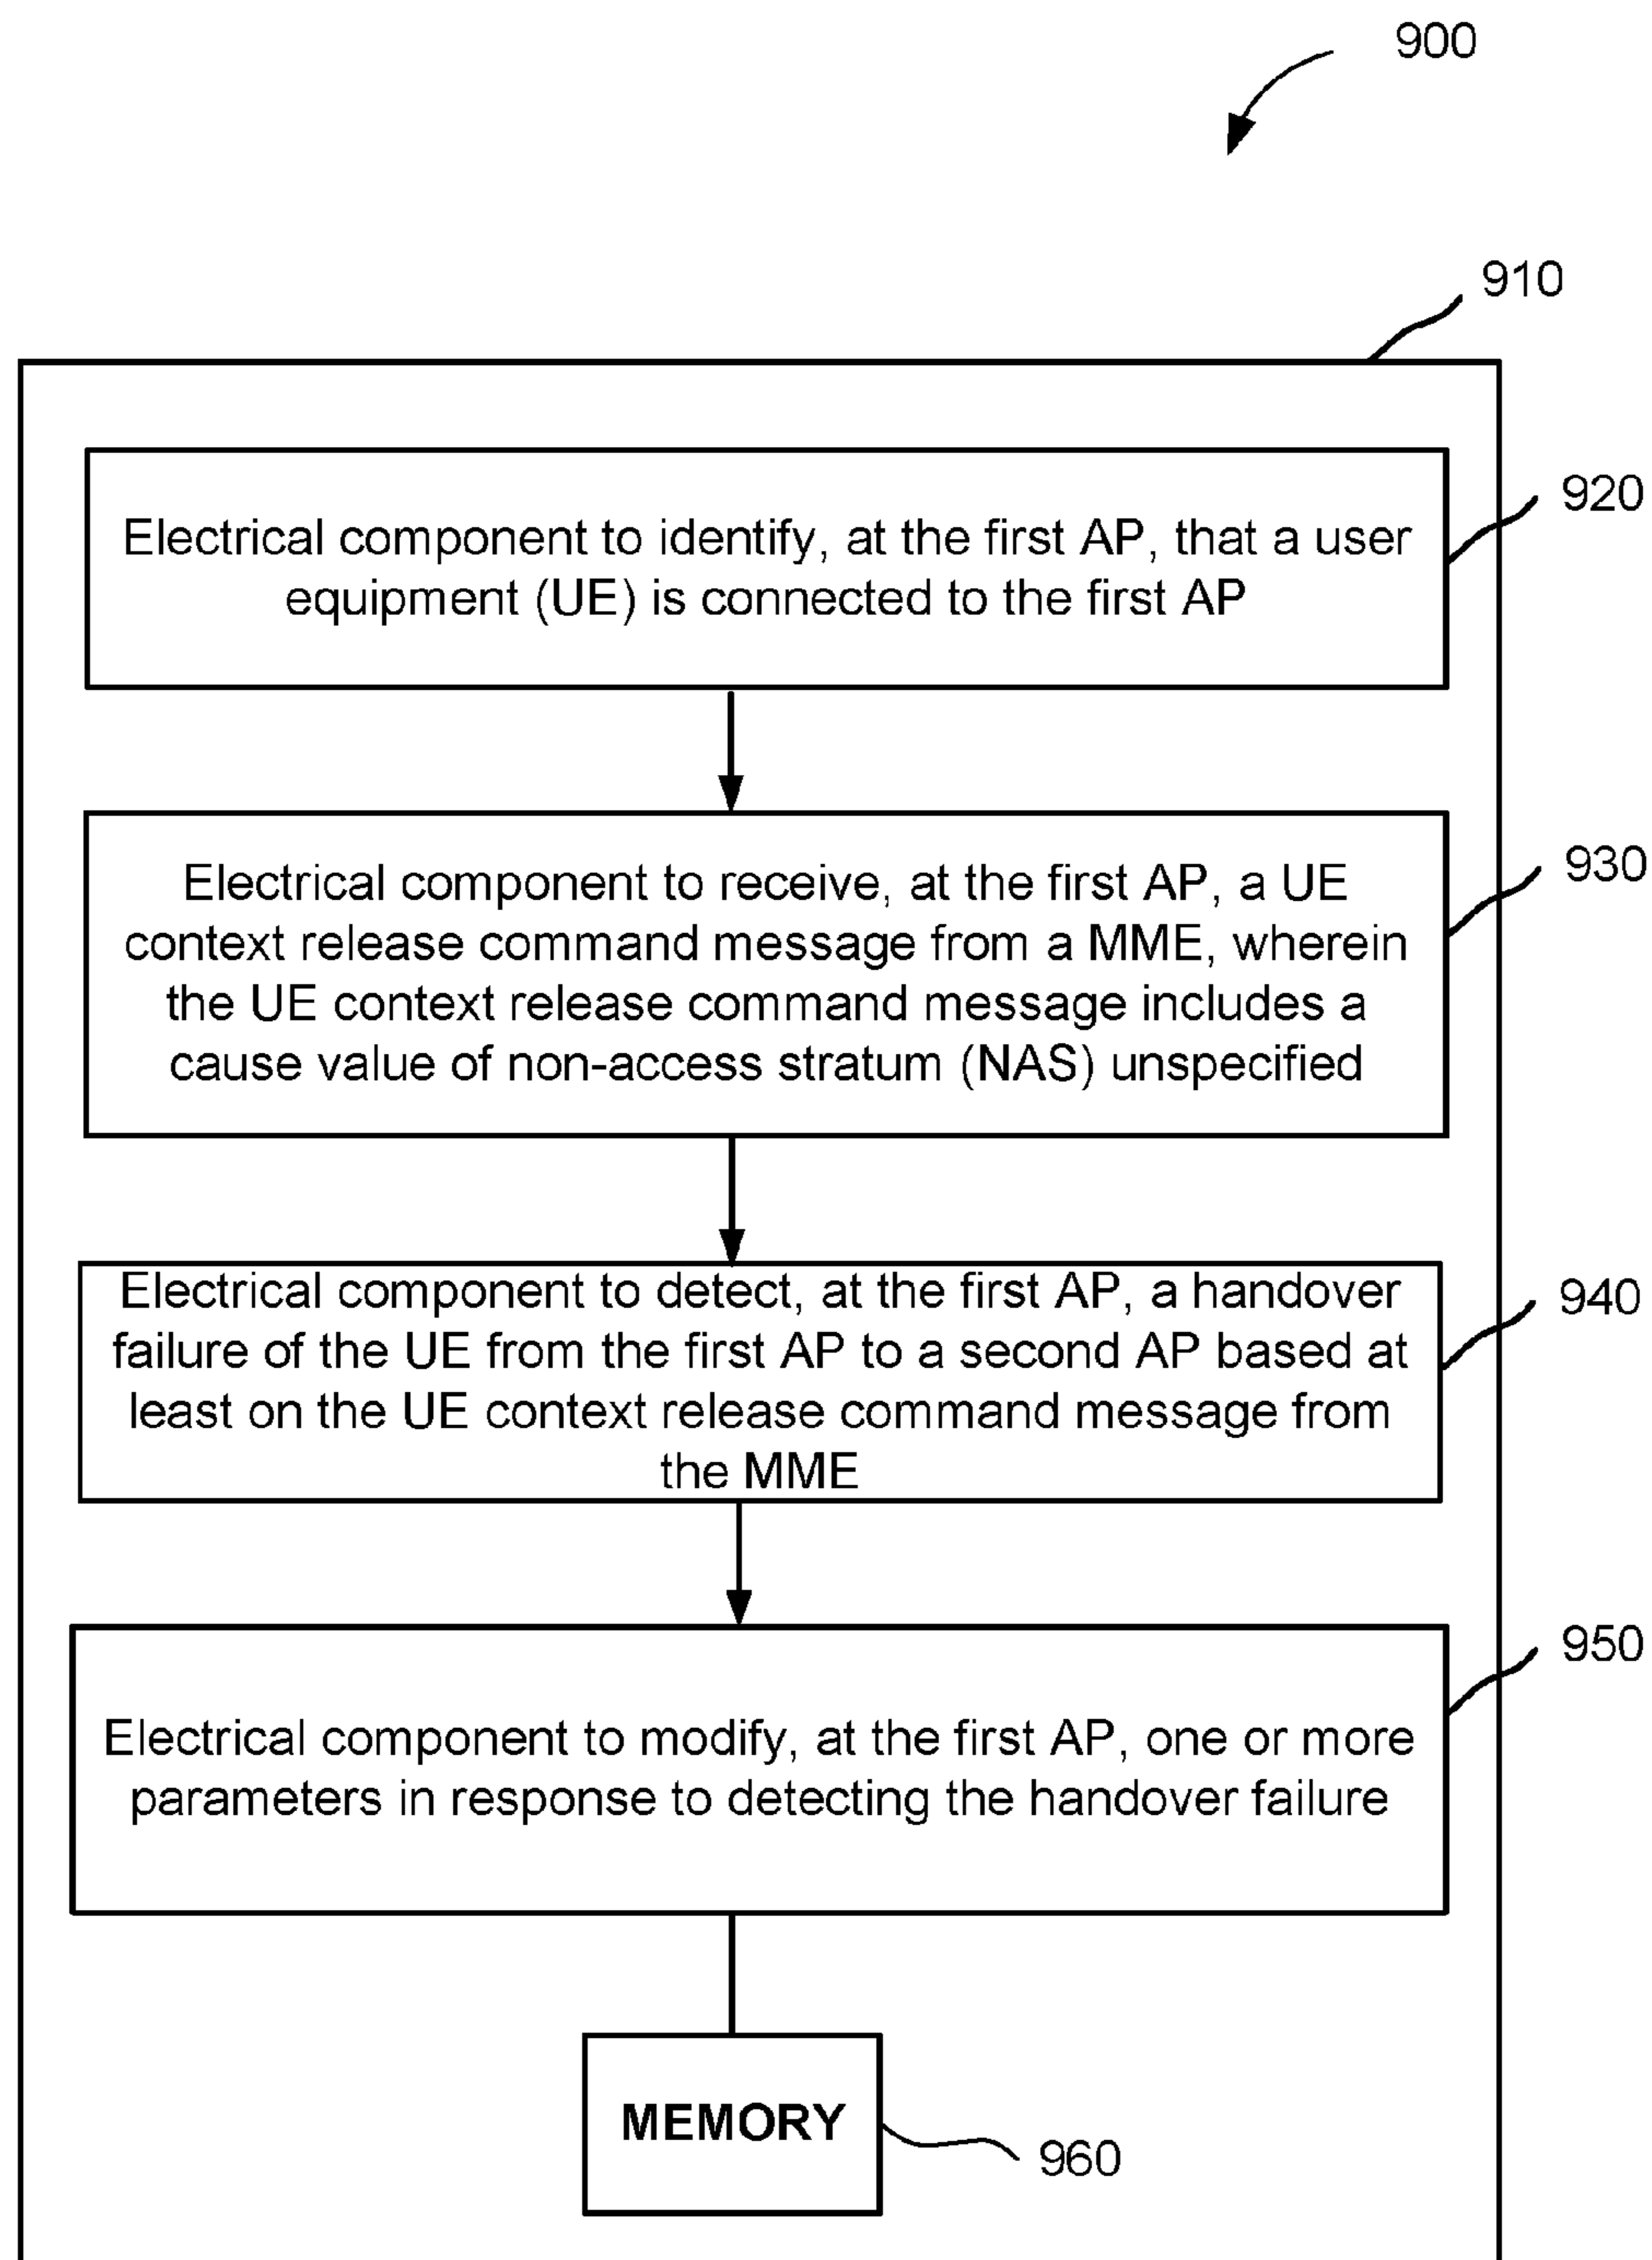 900
910
920
Electrical component to identify, at the first AP, that a user
equipment (UE) is connected to the first AP
930
Electrical component to receive, at the first AP, a UE
context release command message from a MME, wherein
the UE context release command message includes a
cause value of non-access stratum (NAS) unspecified
940
Electrical component to detect, at the first AP, a handover
failure of the UE from the first AP to a second AP based at
least on the UE context release command message from
the MME
950
Electrical component to modify, at the first AP, one or more
parameters in response to detecting the handover failure
MEMORY
960